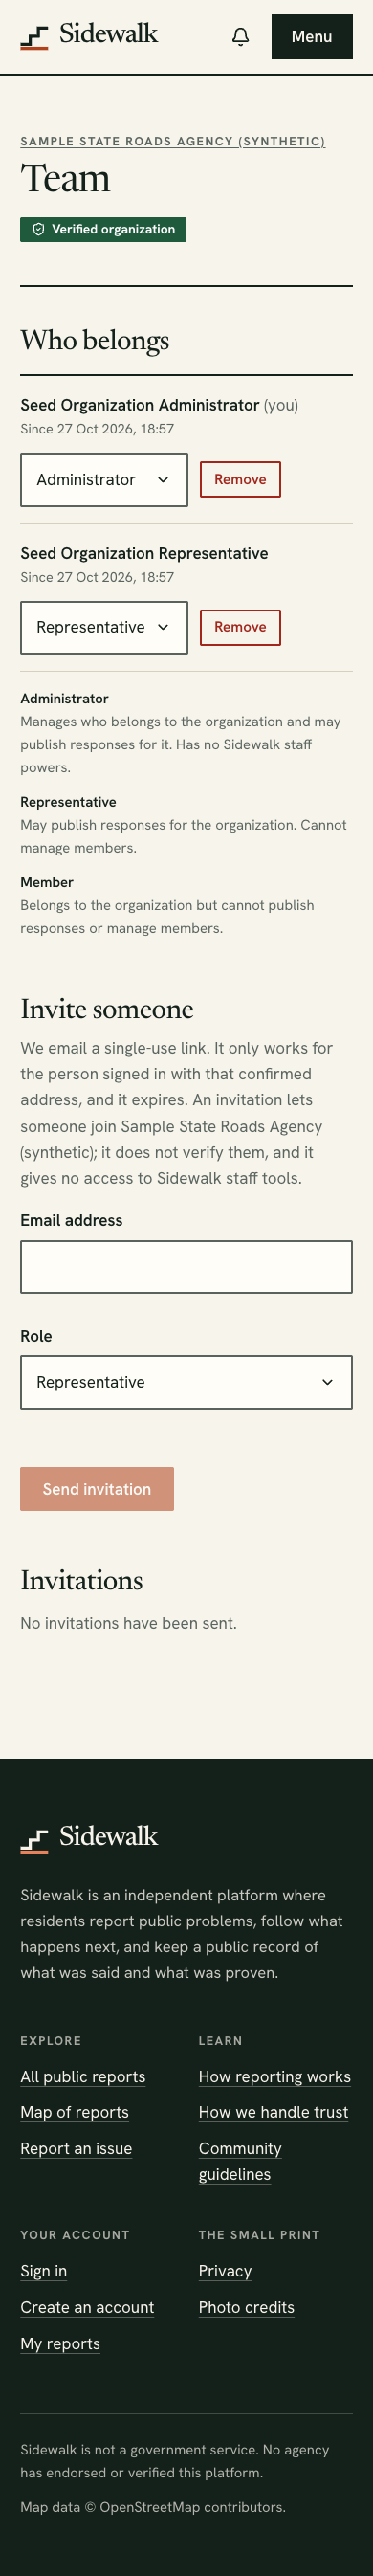 Sidewalk
Menu
SAMPLE STATE ROADS AGENCY (SYNTHETIC)
Team
Verified organization
Who belongs
Seed Organization Administrator (you)
Since 27 Oct 2026, 18:57
Administrator
Remove
Seed Organization Representative
Since 27 Oct 2026, 18:57
Representative
Remove
Administrator
Manages who belongs to the organization and may
publish responses for it. Has no Sidewalk staff
powers.
Representative
May publish responses for the organization. Cannot
manage members.
Member
Belongs to the organization but cannot publish
responses or manage members.
Invite someone
We email a single-use link. It only works for
the person signed in with that confirmed
address, and it expires. An invitation lets
someone join Sample State Roads Agency
(synthetic); it does not verify them, and it
gives no access to Sidewalk staff tools.
Email address
Role
Representative
Send invitation
Invitations
No invitations have been sent.
Sidewalk
Sidewalk is an independent platform where
residents report public problems, follow what
happens next, and keep a public record of
what was said and what was proven.
EXPLORE
All public reports
Map of reports
Report an issue
LEARN
How reporting works
How we handle trust
Community
guidelines
YOUR ACCOUNT
Sign in
Create an account
My reports
THE SMALL PRINT
Privacy
Photo credits
Sidewalk is not a government service. No agency
has endorsed or verified this platform.
Map data © OpenStreetMap contributors.